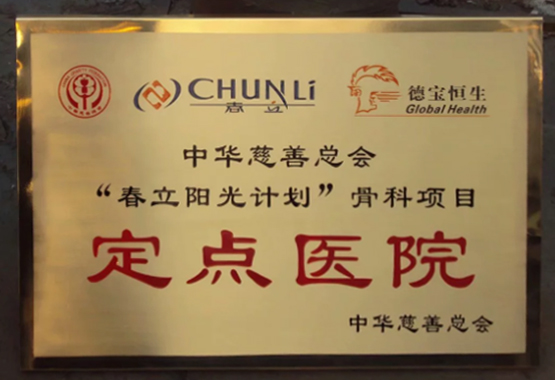 CHUNLi
春立
德宝恒生
Global Health
中华慈善总会
“春立阳光计划”骨科项目
定点医院
中华慈善总会